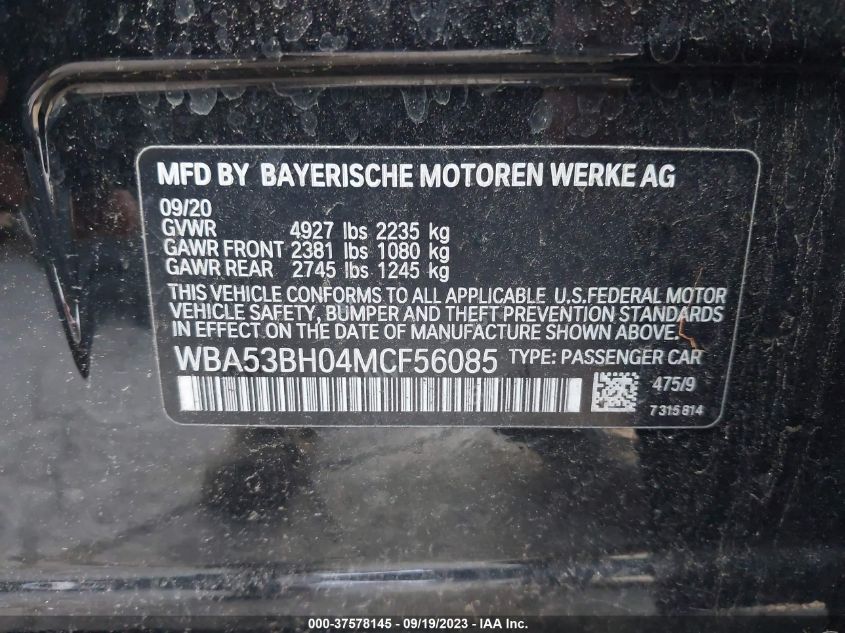 MFD BY BAYERISCHE MOTOREN WERKE AG
09/20
GVWR 4927 lbs 2235 kg
GAWR FRONT 2381 lbs 1080 kg
GAWR REAR 2745 lbs 1245 kg
THIS VEHICLE CONFORMS TO ALL APPLICABLE U.S.FEDERAL MOTOR
VEHICLE SAFETY, BUMPER AND THEFT PREVENTION STANDARDS
IN EFFECT ON THE DATE OF MANUFACTURE SHOWN ABOVE.
WBA53BH04MCF56085 TYPE: PASSENGER CAR
475/9
7 315 814
000-37578145 - 09/19/2023 - IAA Inc.